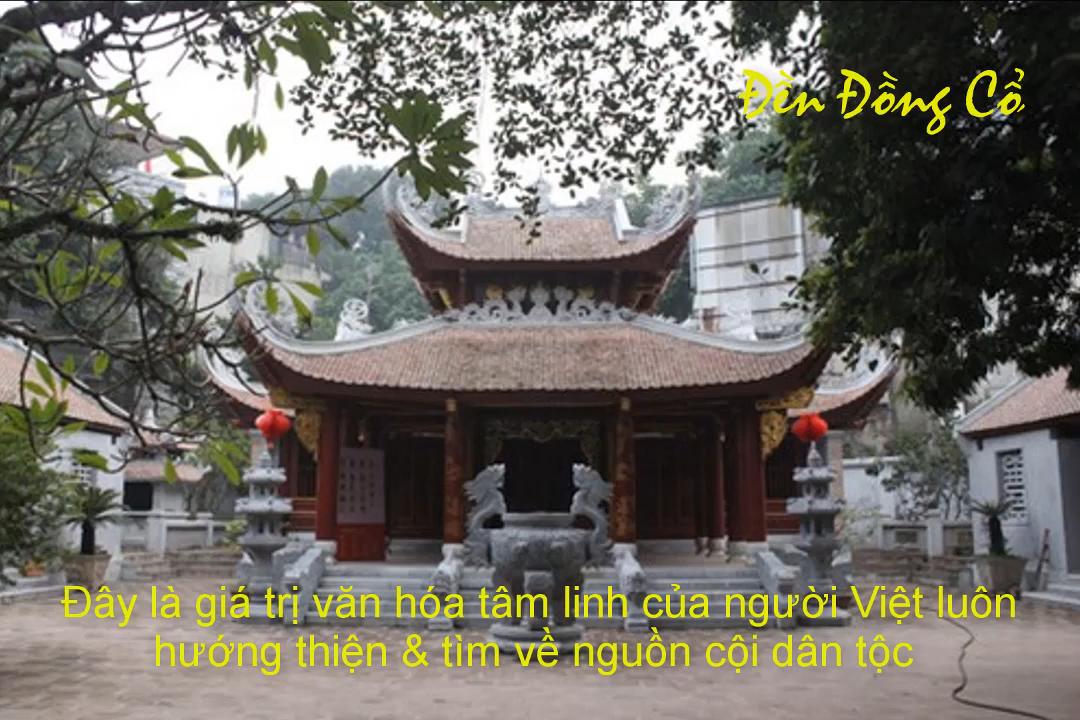 Đền Đồng Cổ
Đây là giá trị văn hóa tâm linh của người Việt luôn
hướng thiện & tìm về nguồn cội dân tộc